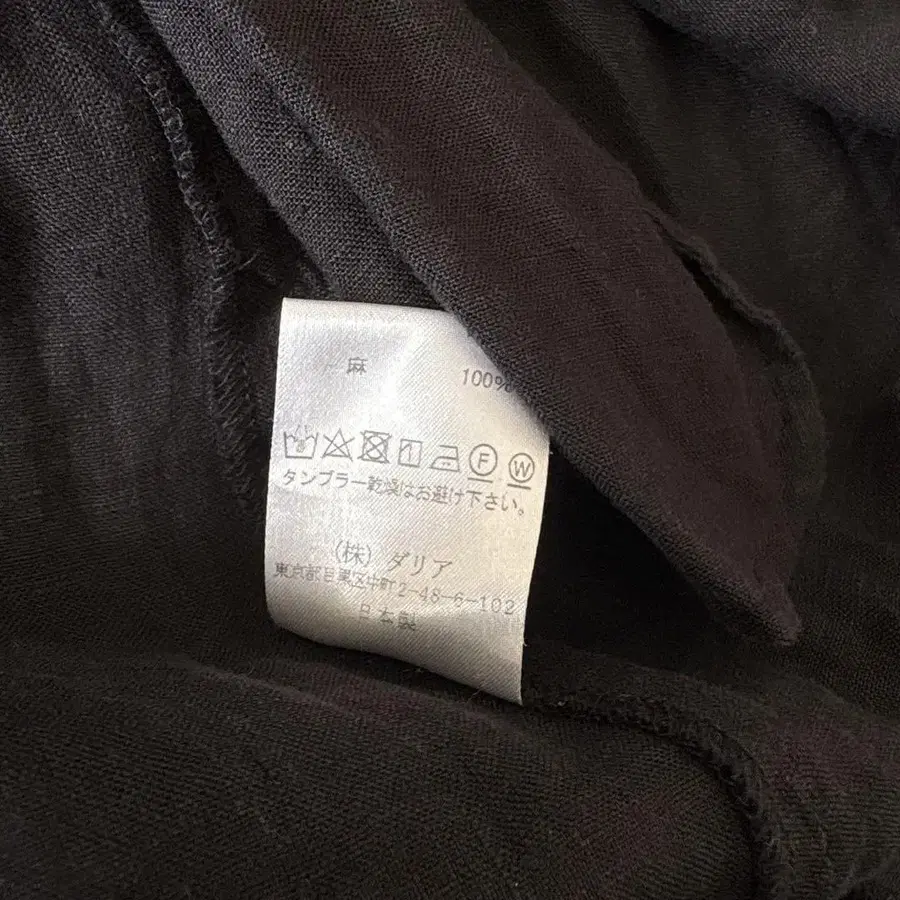 麻 100%
F W
タンブラー乾燥はお避け下さい。
(株) ダリア
東京都目黒区中町2-48-6-102
日本製